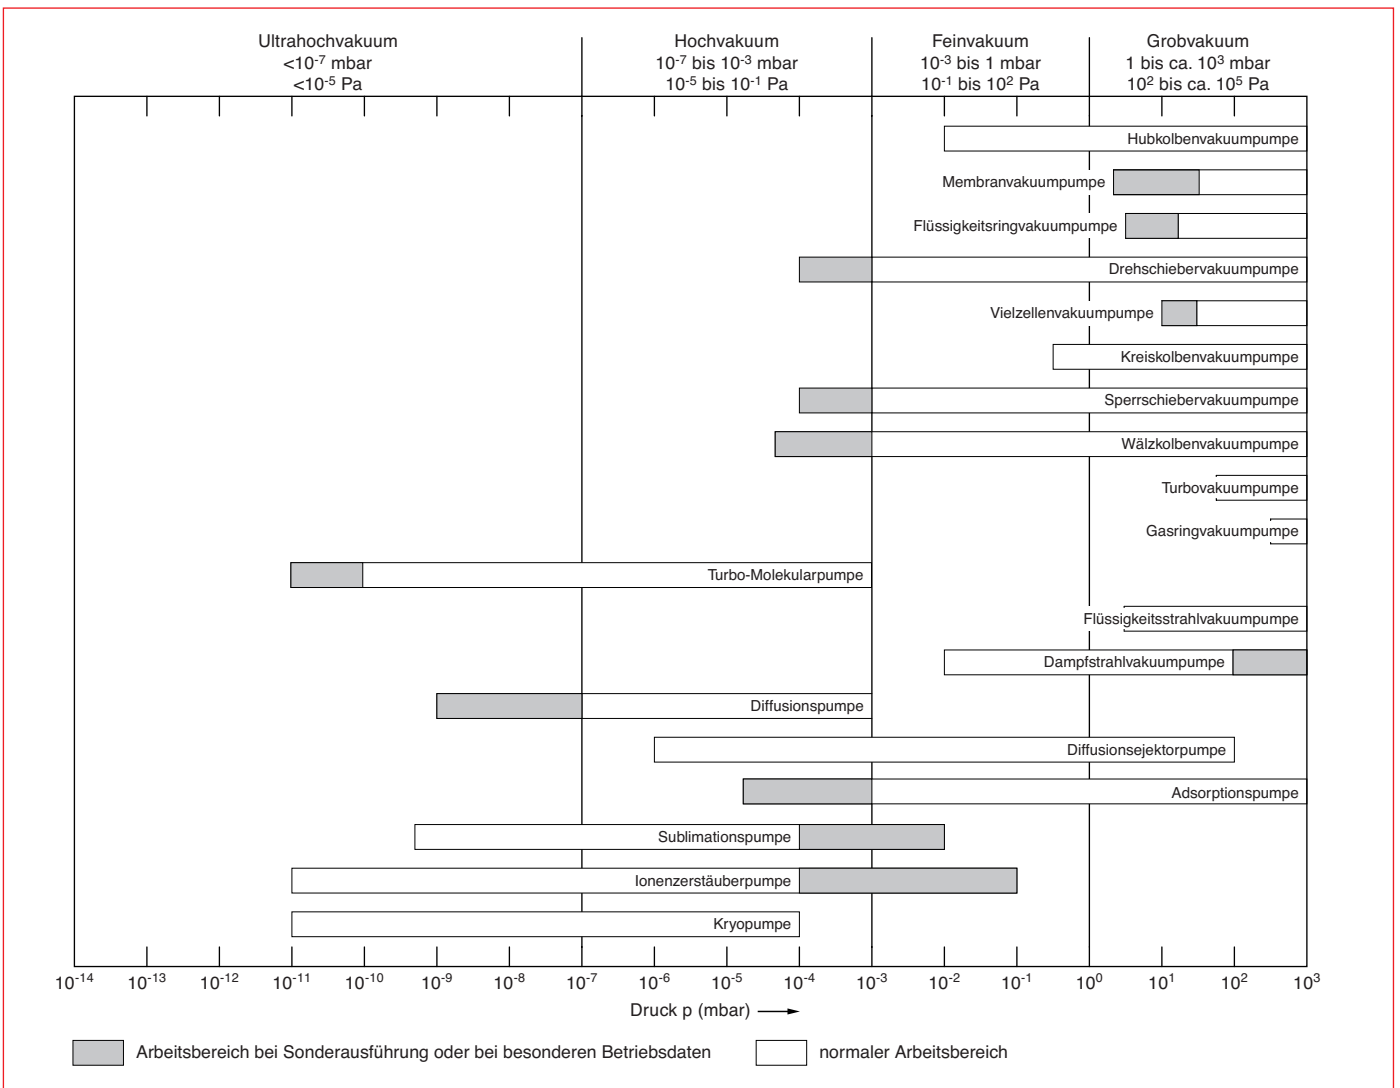 Ultrahochvakuum
<10⁻⁷ mbar
<10⁻⁵ Pa
Hochvakuum
10⁻⁷ bis 10⁻³ mbar
10⁻⁵ bis 10⁻¹ Pa
Feinvakuum
10⁻³ bis 1 mbar
10⁻¹ bis 10² Pa
Grobvakuum
1 bis ca. 10³ mbar
10² bis ca. 10⁵ Pa
Hubkolbenvakuumpumpe
Membranvakuumpumpe
Flüssigkeitsringvakuumpumpe
Drehschiebervakuumpumpe
Vielzellenvakuumpumpe
Kreiskolbenvakuumpumpe
Sperrschiebervakuumpumpe
Wälzkolbenvakuumpumpe
Turbovakuumpumpe
Gasringvakuumpumpe
Turbo-Molekularpumpe
Flüssigkeitsstrahlvakuumpumpe
Dampfstrahlvakuumpumpe
Diffusionspumpe
Diffusionsejektorpumpe
Adsorptionspumpe
Sublimationspumpe
Ionenzerstäuberpumpe
Kryopumpe
10⁻¹⁴ 10⁻¹³ 10⁻¹² 10⁻¹¹ 10⁻¹⁰ 10⁻⁹ 10⁻⁸ 10⁻⁷ 10⁻⁶ 10⁻⁵ 10⁻⁴ 10⁻³ 10⁻² 10⁻¹ 10⁰ 10¹ 10² 10³
Druck p (mbar) →
Arbeitsbereich bei Sonderausführung oder bei besonderen Betriebsdaten
normaler Arbeitsbereich